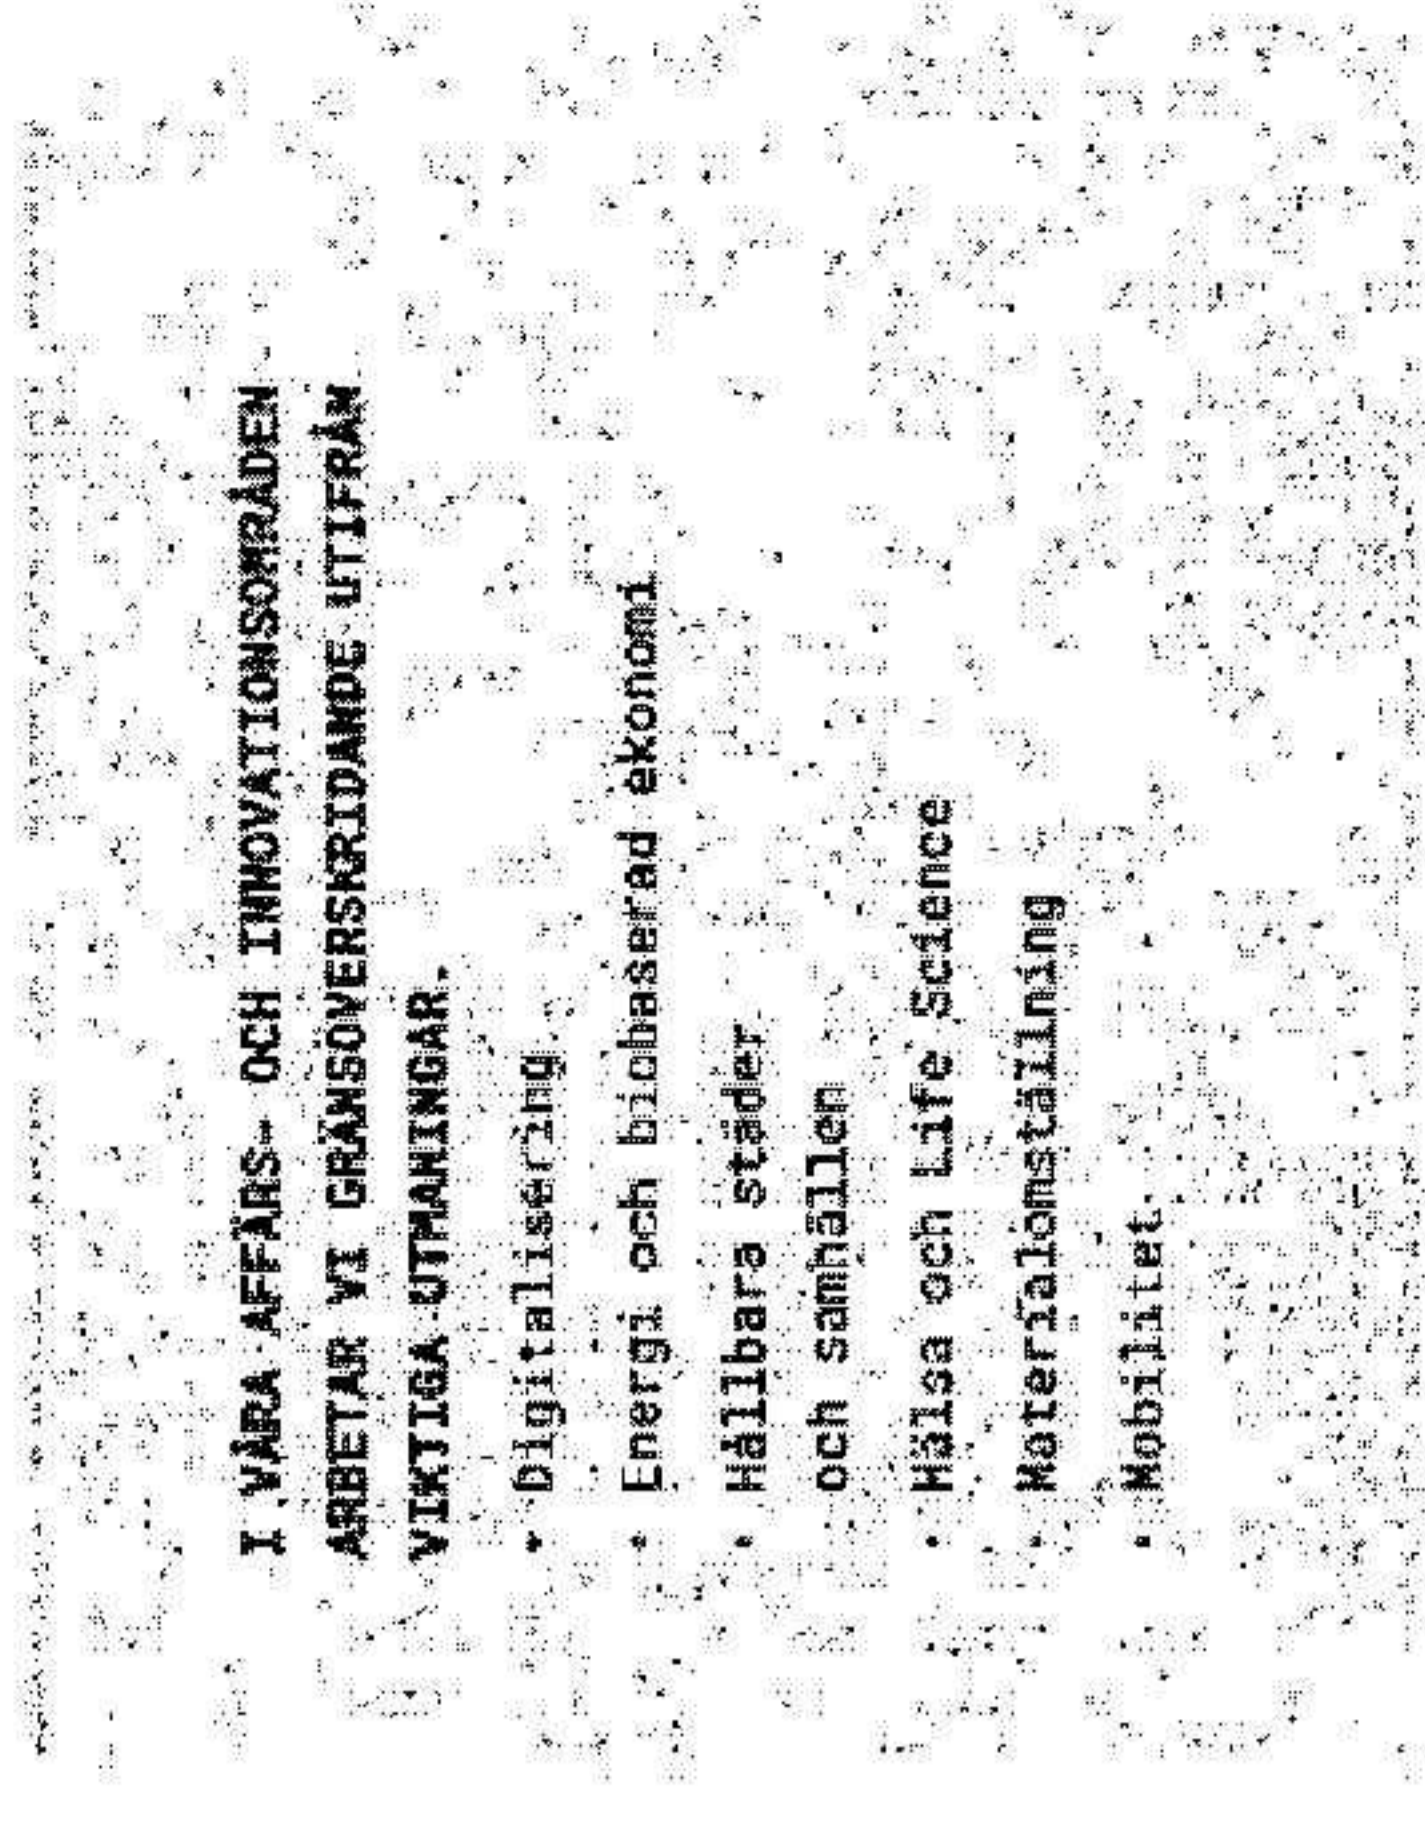 I VÅRA AFFÄRS- OCH INNOVATIONSOMRÅDEN
ARBETAR VI GRÄNSÖVERSKRIDANDE UTIFRÅN
VIKTIGA UTMANINGAR.
• Digitalisering
• Energi och biobaserad ekonomi
• Hållbara städer
och samhällen
• Hälsa och Life Science
• Materialomställning
• Mobilitet